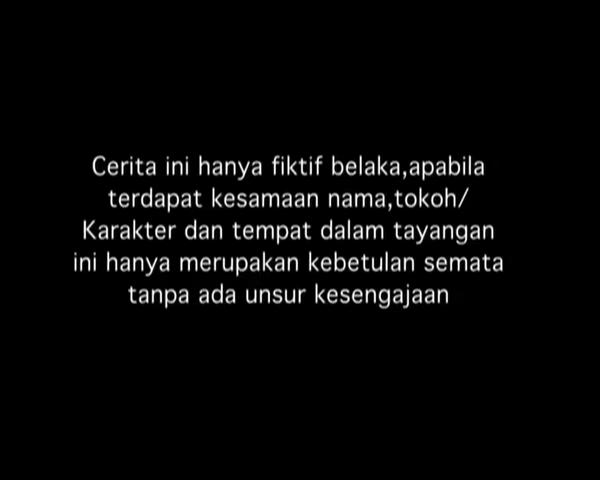 Cerita ini hanya fiktif belaka,apabila
terdapat kesamaan nama,tokoh/
Karakter dan tempat dalam tayangan
ini hanya merupakan kebetulan semata
tanpa ada unsur kesengajaan